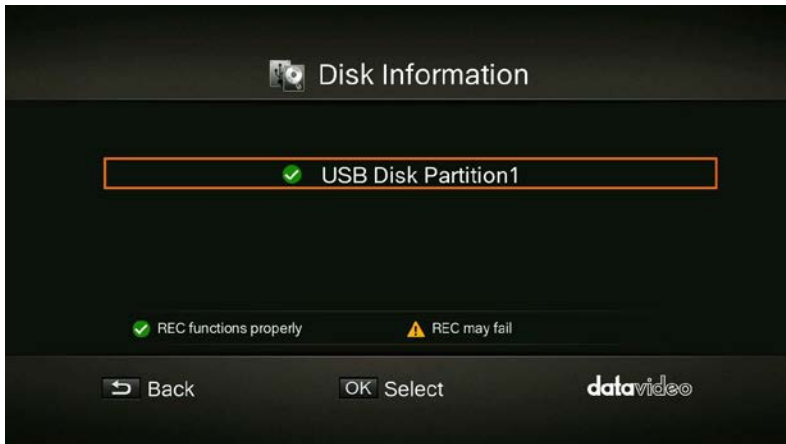 Disk Information
USB Disk Partition1
REC functions properly
REC may fail
Back
OK Select
datavideo